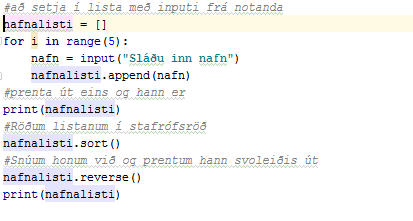 #að setja í lista með inputi frá notanda
nafnalisti = []
for i in range(5):
    nafn = input("Sláðu inn nafn")
    nafnalisti.append(nafn)
#prenta út eins og hann er
print(nafnalisti)
#Röðum listanum í stafrófsröð
nafnalisti.sort()
#Snúum honum við og prentum hann svoleiðis út
nafnalisti.reverse()
print(nafnalisti)